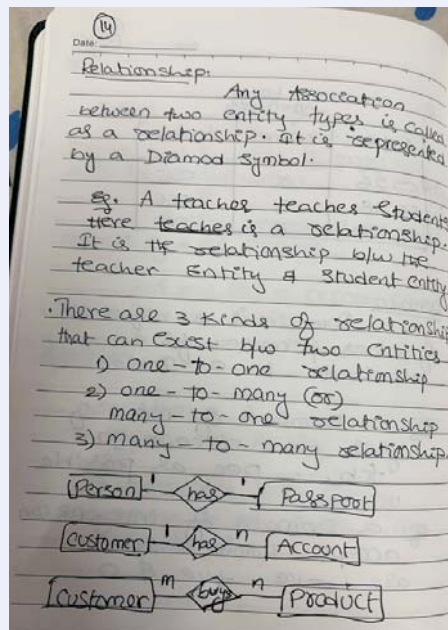 14
Date:
Relationship:
Any Association
between two entity types is called
as a relationship. It is represented
by a Diamod symbol.
Eg. A teacher teaches Students
Here teaches is a relationship.
It is the relationship b/w the
teacher Entity & Student entity
. There are 3 kinds of relationship
that can exist b/w two entities
1) one-to-one relationship
2) one-to-many (or)
many-to-one relationship
3) many-to-many relationship.
Person 1 has 1 Passport
Customer 1 has n Account
Customer m buys n Product